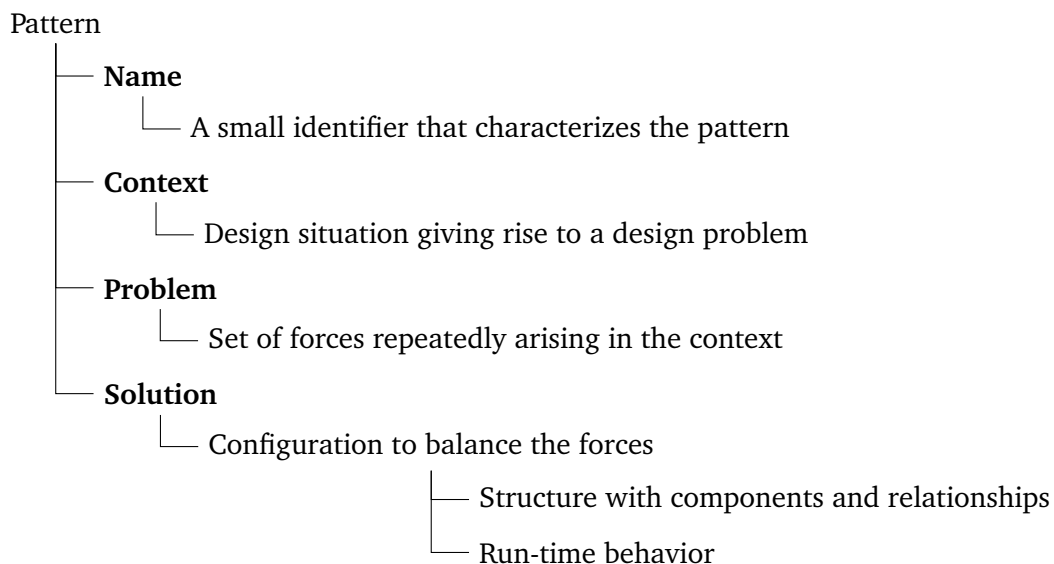 Pattern
Name
A small identifier that characterizes the pattern
Context
Design situation giving rise to a design problem
Problem
Set of forces repeatedly arising in the context
Solution
Configuration to balance the forces
Structure with components and relationships
Run-time behavior